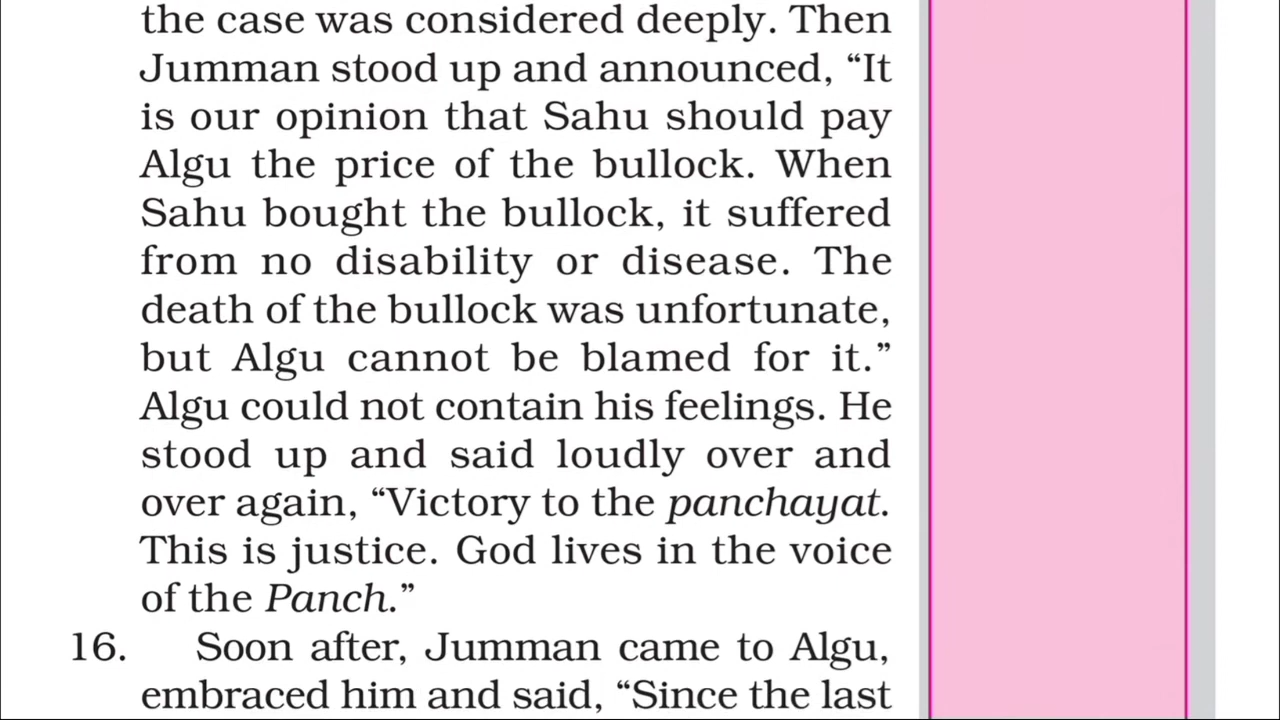 the case was considered deeply. Then
Jumman stood up and announced, “It
is our opinion that Sahu should pay
Algu the price of the bullock. When
Sahu bought the bullock, it suffered
from no disability or disease. The
death of the bullock was unfortunate,
but Algu cannot be blamed for it.”
Algu could not contain his feelings. He
stood up and said loudly over and
over again, “Victory to the panchayat.
This is justice. God lives in the voice
of the Panch.”
16. Soon after, Jumman came to Algu,
embraced him and said, “Since the last